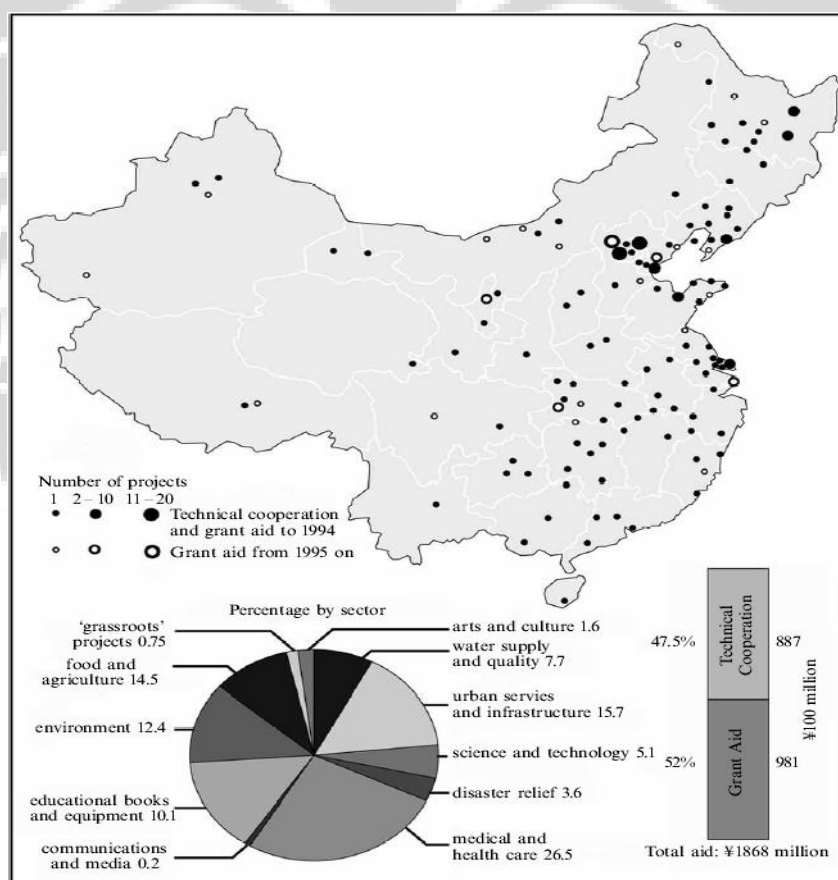 Number of projects
1 2–10 11–20
Technical cooperation
and grant aid to 1994
Grant aid from 1995 on
Percentage by sector
'grassroots'
projects 0.75
food and
agriculture 14.5
environment 12.4
educational books
and equipment 10.1
communications
and media 0.2
arts and culture 1.6
water supply
and quality 7.7
urban servies
and infrastructure 15.7
science and technology 5.1
disaster relief 3.6
medical and
health care 26.5
47.5%
Technical
Cooperation
887
52%
Grant Aid
981
¥100 million
Total aid: ¥1868 million